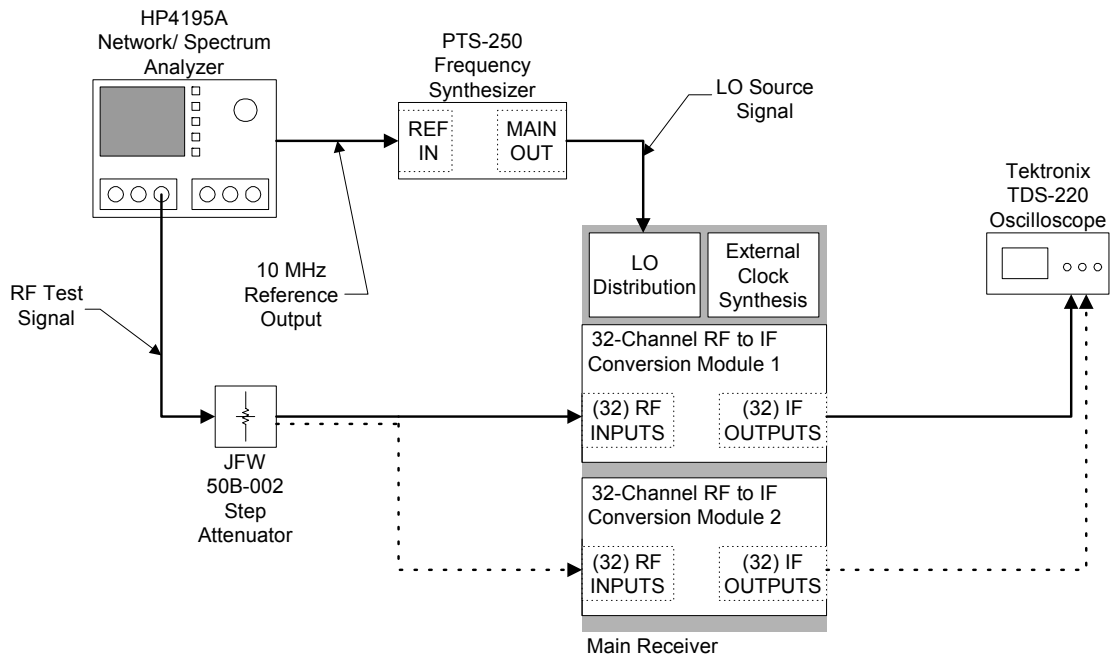 HP4195A
Network/ Spectrum
Analyzer
PTS-250
Frequency
Synthesizer
REF
IN
MAIN
OUT
LO Source
Signal
Tektronix
TDS-220
Oscilloscope
10 MHz
Reference
Output
RF Test
Signal
LO
Distribution
External
Clock
Synthesis
32-Channel RF to IF
Conversion Module 1
(32) RF
INPUTS
(32) IF
OUTPUTS
JFW
50B-002
Step
Attenuator
32-Channel RF to IF
Conversion Module 2
(32) RF
INPUTS
(32) IF
OUTPUTS
Main Receiver